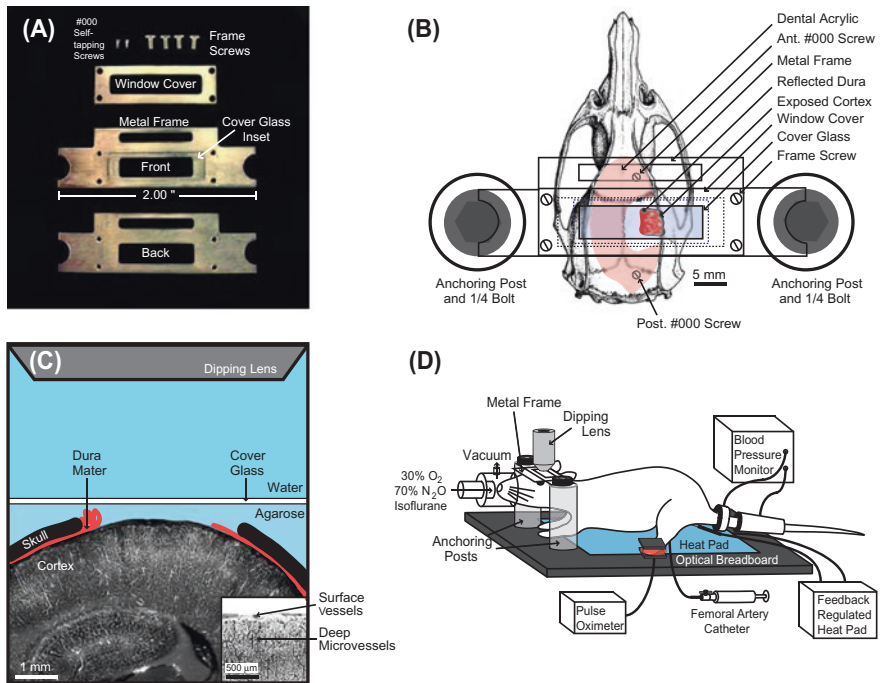 (A)
#000
Self-
tapping
Screws
Frame
Screws
Window Cover
Metal Frame
Cover Glass
Inset
Front
2.00 "
Back
(B)
Dental Acrylic
Ant. #000 Screw
Metal Frame
Reflected Dura
Exposed Cortex
Window Cover
Cover Glass
Frame Screw
Anchoring Post
and 1/4 Bolt
5 mm
Anchoring Post
and 1/4 Bolt
Post. #000 Screw
(C)
Dipping Lens
Dura
Mater
Cover
Glass
Water
Agarose
Skull
Cortex
Surface
Vessels
Deep
Microvessels
1 mm
500 µm
(D)
Metal Frame
Dipping
Lens
Vacuum
30% O2
70% N2O
Isoflurane
Anchoring
Posts
Blood
Pressure
Monitor
Heat Pad
Optical Breadboard
Pulse
Oximeter
Femoral Artery
Catheter
Feedback
Regulated
Heat Pad